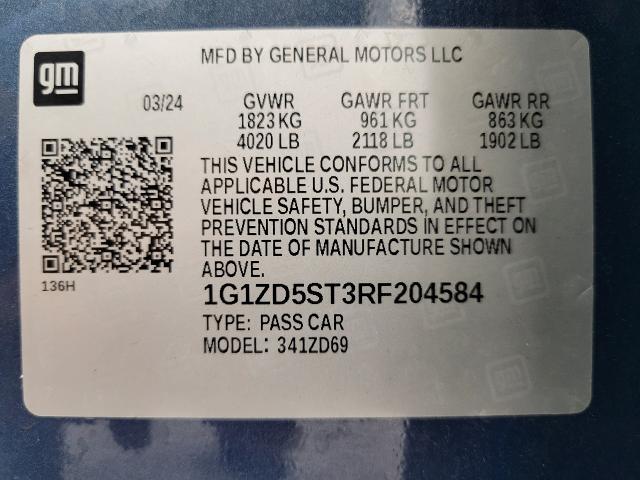 gm
MFD BY GENERAL MOTORS LLC
03/24 GVWR GAWR FRT GAWR RR
1823 KG 961 KG 863 KG
4020 LB 2118 LB 1902 LB
THIS VEHICLE CONFORMS TO ALL
APPLICABLE U.S. FEDERAL MOTOR
VEHICLE SAFETY, BUMPER, AND THEFT
PREVENTION STANDARDS IN EFFECT ON
THE DATE OF MANUFACTURE SHOWN
ABOVE.
136H
1G1ZD5ST3RF204584
TYPE: PASS CAR
MODEL: 341ZD69